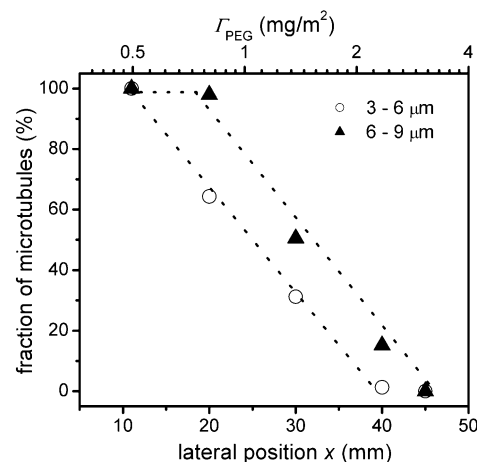 ΓPEG (mg/m²)
0.5 1 2 4
100
80
60
40
20
0
fraction of microtubules (%)
3 - 6 μm
6 - 9 μm
10 20 30 40 50
lateral position x (mm)